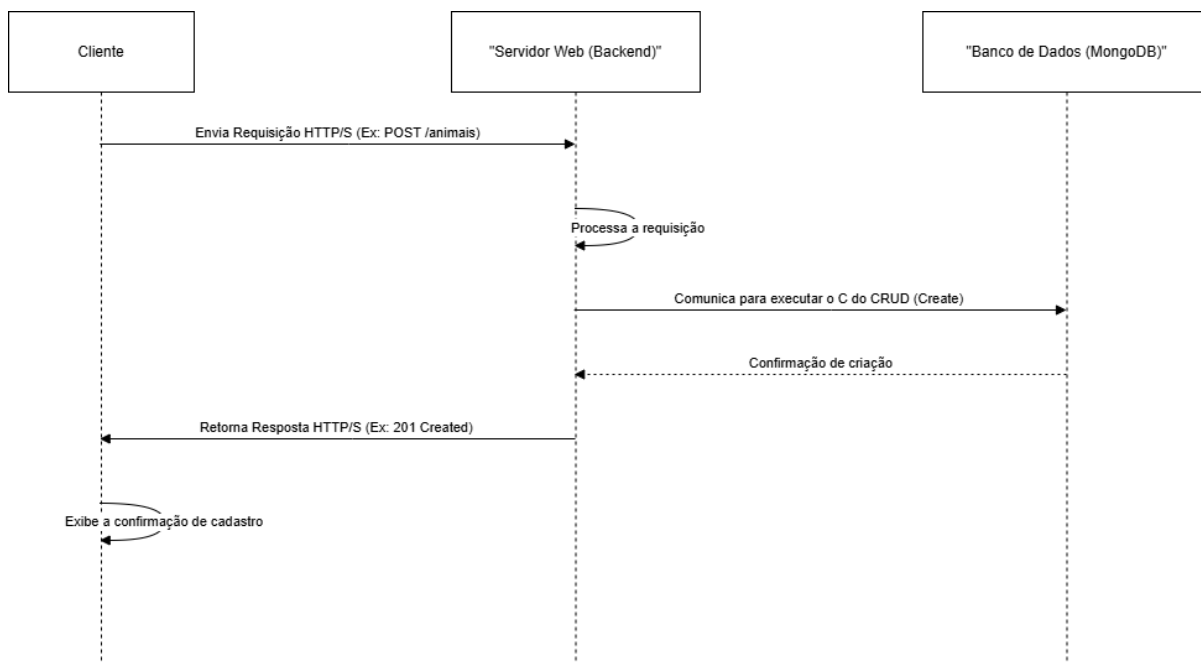 Cliente
"Servidor Web (Backend)"
"Banco de Dados (MongoDB)"
Envia Requisição HTTP/S (Ex: POST /animais)
Processa a requisição
Comunica para executar o C do CRUD (Create)
Confirmação de criação
Retorna Resposta HTTP/S (Ex: 201 Created)
Exibe a confirmação de cadastro